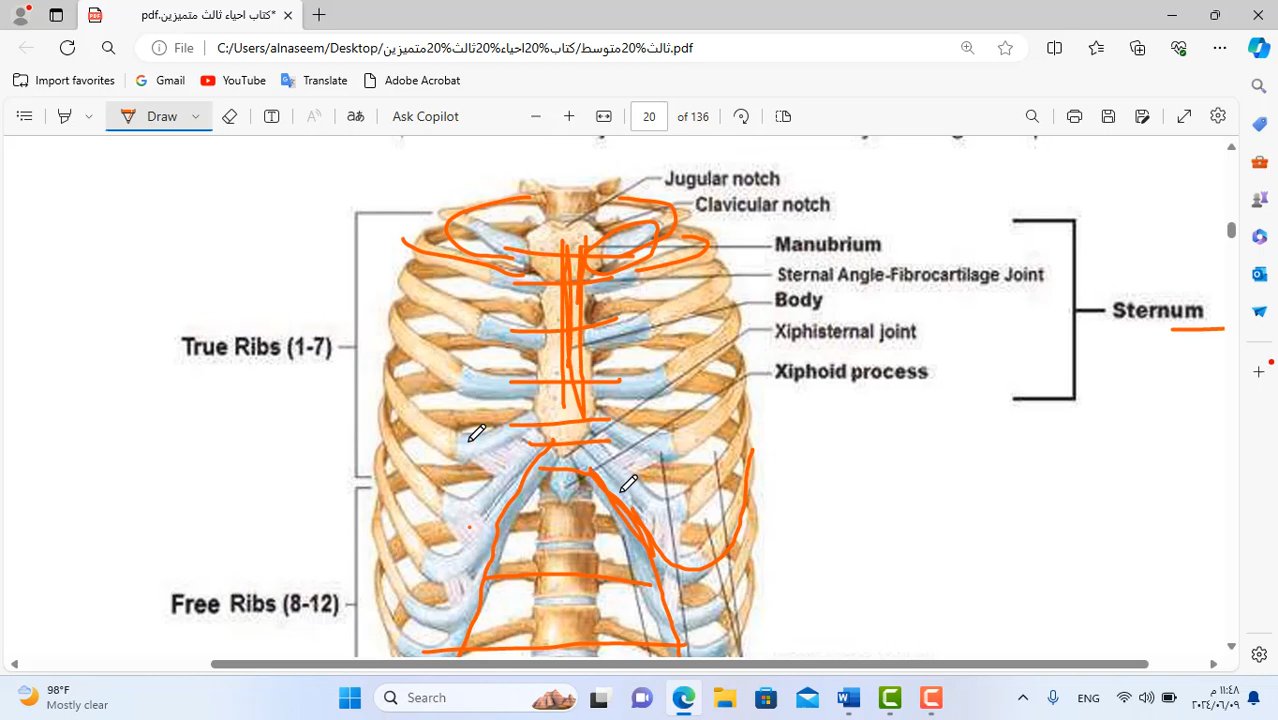 كتاب احياء ثالث متميزين.pdf*
File
C:/Users/alnaseem/Desktop/ثالث%20متوسط/كتاب%20احياء%20ثالث%20متميزين.pdf
Import favorites
Gmail
YouTube
Translate
Adobe Acrobat
Draw
Ask Copilot
20 of 136
Jugular notch
Clavicular notch
Manubrium
Sternal Angle-Fibrocartilage Joint
Body
Sternum
Xiphisternal joint
True Ribs (1-7)
Xiphoid process
Free Ribs (8-12)
98°F
Mostly clear
Search
ENG
١١:٤٨ م
٢٠٢٤/٠٦/٠٩